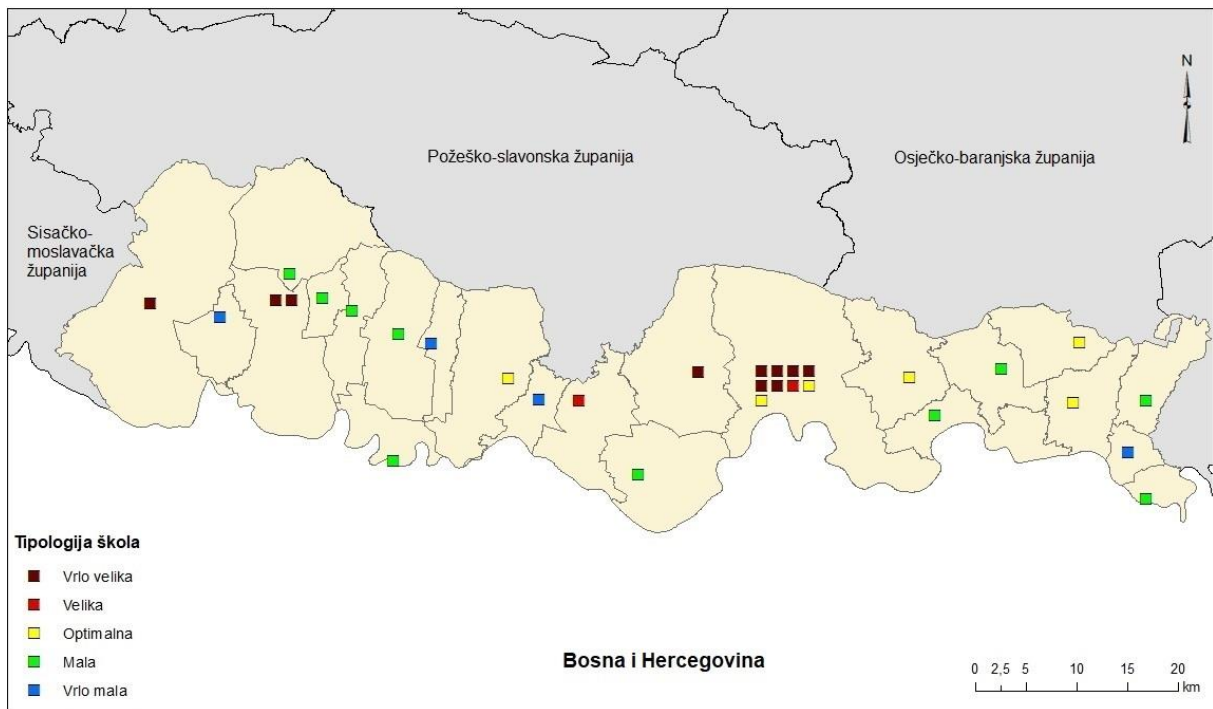 N
Požeško-slavonska županija
Osječko-baranjska županija
Sisačko-
moslavačka
županija
Tipologija škola
Vrlo velika
Velika
Optimalna
Mala
Vrlo mala
Bosna i Hercegovina
0 2,5 5 10 15 20
km